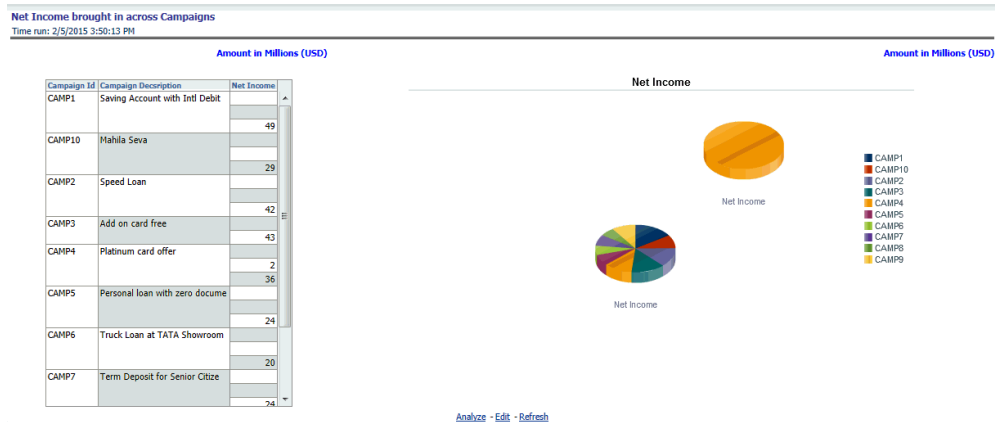 Net Income brought in across Campaigns
Time run: 2/5/2015 3:50:13 PM
Amount in Millions (USD)
Amount in Millions (USD)
Campaign Id Campaign Decsription Net Income
CAMP1 Saving Account with Intl Debit
49
CAMP10 Mahila Seva
29
CAMP2 Speed Loan
42
CAMP3 Add on card free
43
CAMP4 Platinum card offer
2
36
CAMP5 Personal loan with zero docume
24
CAMP6 Truck Loan at TATA Showroom
20
CAMP7 Term Deposit for Senior Citize
24
Net Income
Net Income
Net Income
CAMP1
CAMP10
CAMP2
CAMP3
CAMP4
CAMP5
CAMP6
CAMP7
CAMP8
CAMP9
Analyze - Edit - Refresh